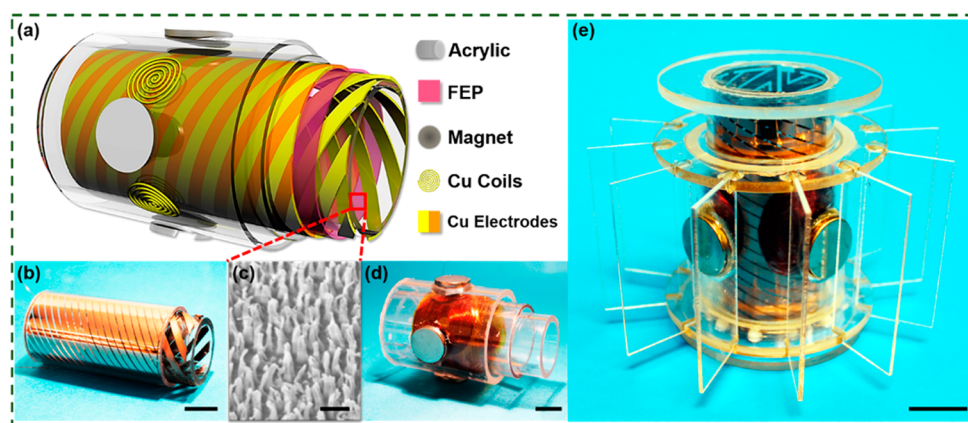 (a)
Acrylic
FEP
Magnet
Cu Coils
Cu Electrodes
(b)
(c)
(d)
(e)